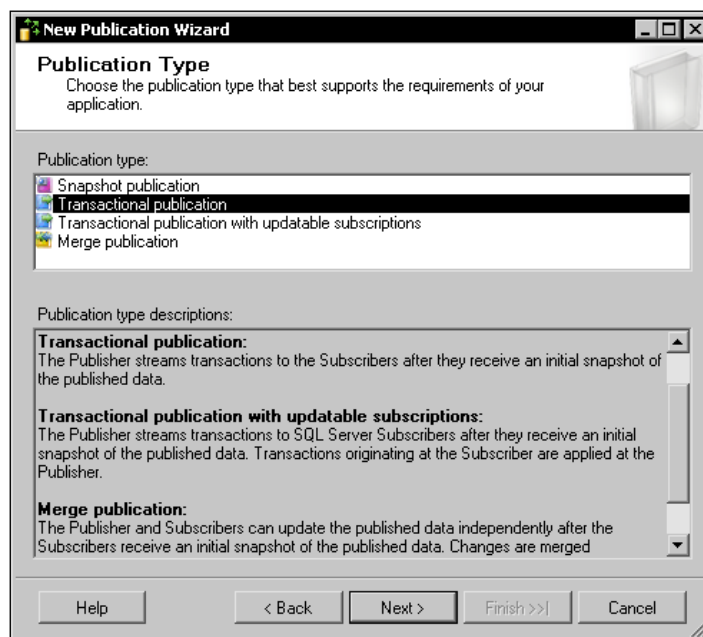 New Publication Wizard
Publication Type
Choose the publication type that best supports the requirements of your
application.
Publication type:
Snapshot publication
Transactional publication
Transactional publication with updatable subscriptions
Merge publication
Publication type descriptions:
Transactional publication:
The Publisher streams transactions to the Subscribers after they receive an initial snapshot of
the published data.
Transactional publication with updatable subscriptions:
The Publisher streams transactions to SQL Server Subscribers after they receive an initial
snapshot of the published data. Transactions originating at the Subscriber are applied at the
Publisher.
Merge publication:
The Publisher and Subscribers can update the published data independently after the
Subscribers receive an initial snapshot of the published data. Changes are merged
Help
< Back
Next >
Finish >>|
Cancel